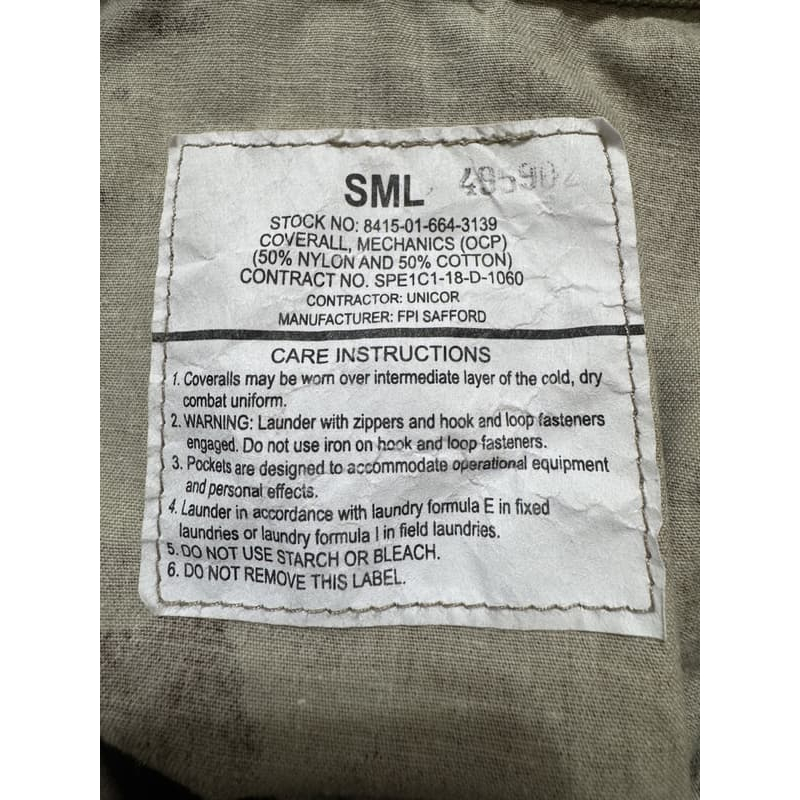 SML
STOCK NO: 8415-01-664-3139
COVERALL, MECHANICS (OCP)
(50% NYLON AND 50% COTTON)
CONTRACT NO. SPE1C1-18-D-1060
CONTRACTOR: UNICOR
MANUFACTURER: FPI SAFFORD
CARE INSTRUCTIONS
1. Coveralls may be worn over intermediate layer of the cold, dry
combat uniform.
2. WARNING: Launder with zippers and hook and loop fasteners
engaged. Do not use iron on hook and loop fasteners.
3. Pockets are designed to accommodate operational equipment
and personal effects.
4. Launder in accordance with laundry formula E in fixed
laundries or laundry formula I in field laundries.
5. DO NOT USE STARCH OR BLEACH.
6. DO NOT REMOVE THIS LABEL.